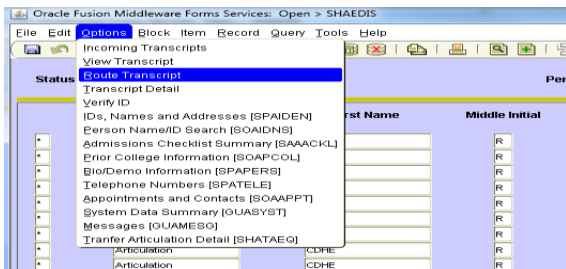 Oracle Fusion Middleware Forms Services: Open > SHAEDIS
File Edit Options Block Item Record Query Tools Help
Incoming Transcripts
View Transcript
Route Transcript
Status
Per
Transcript Detail
Verify ID
IDs, Names and Addresses [SPAIDEN]
rst Name
Middle Initial
Person Name/ID Search [SOAIDNS]
Admissions Checklist Summary [SAAACKL]
* R
Prior College Information [SOAPCOL]
* R
Bio/Demo Information [SPAPERS]
* R
Telephone Numbers [SPATELE]
* R
Appointments and Contacts [SOAAPPT]
* R
System Data Summary [GUASYST]
* R
Messages [GUAMESG]
* R
Tranfer Articulation Detail [SHATAEQ]
* Articulation CDHE R
* Articulation CDHE R